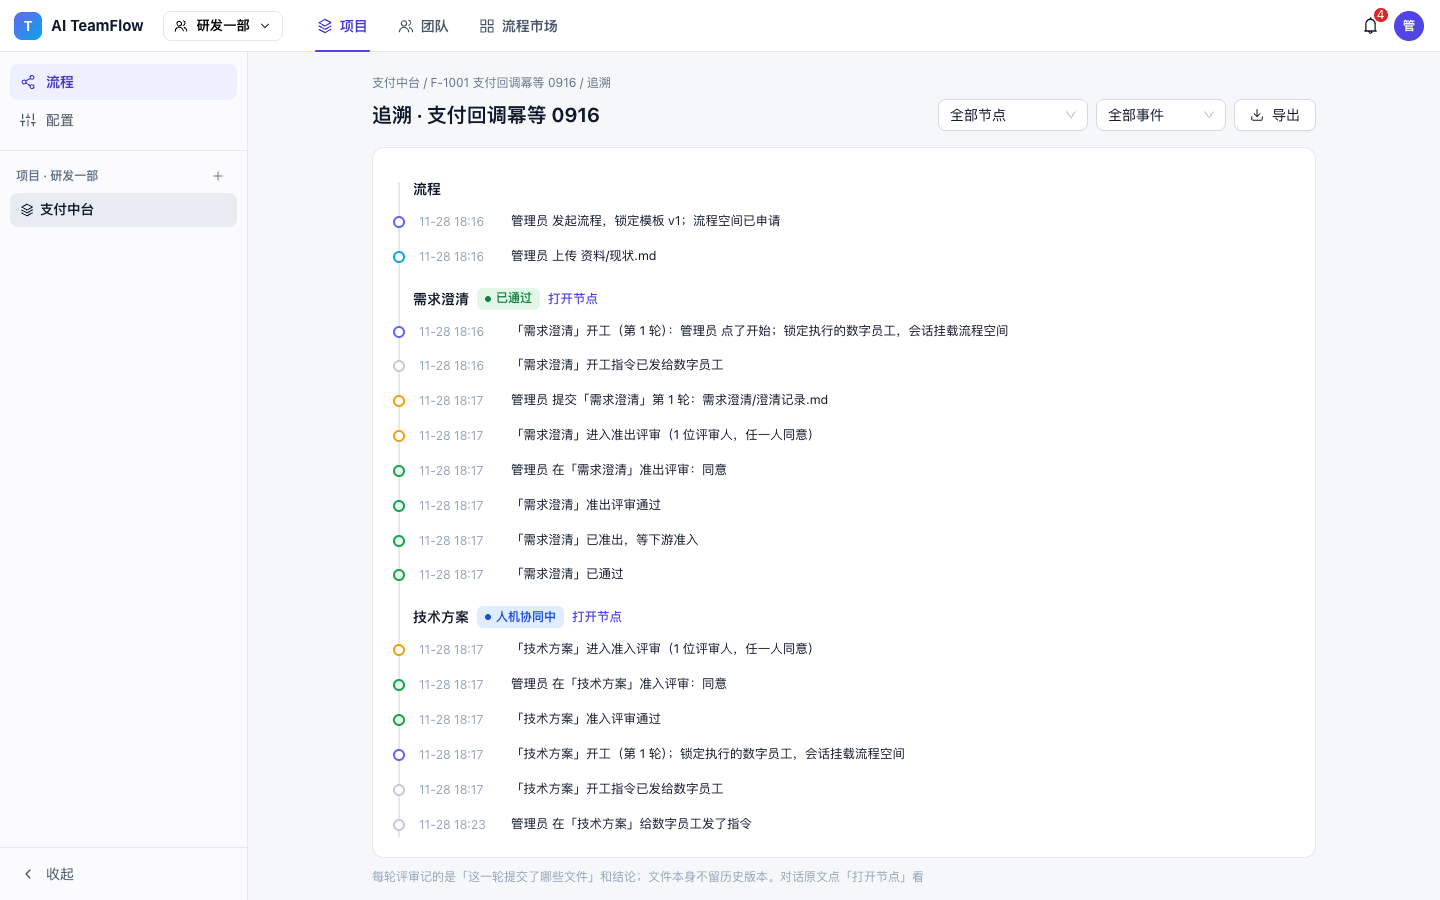 T AI TeamFlow 研发一部 项目 团队 流程市场 4 管
流程
配置
项目 · 研发一部
支付中台
收起
支付中台 / F-1001 支付回调幂等 0916 / 追溯
追溯 · 支付回调幂等 0916 全部节点 全部事件 导出
流程
11-28 18:16 管理员 发起流程，锁定模板 v1；流程空间已申请
11-28 18:16 管理员 上传 资料/现状.md
需求澄清 已通过 打开节点
11-28 18:16 「需求澄清」开工（第 1 轮）：管理员 点了开始；锁定执行的数字员工，会话挂载流程空间
11-28 18:16 「需求澄清」开工指令已发给数字员工
11-28 18:17 管理员 提交「需求澄清」第 1 轮：需求澄清/澄清记录.md
11-28 18:17 「需求澄清」进入准出评审（1 位评审人，任一人同意）
11-28 18:17 管理员 在「需求澄清」准出评审：同意
11-28 18:17 「需求澄清」准出评审通过
11-28 18:17 「需求澄清」已准出，等下游准入
11-28 18:17 「需求澄清」已通过
技术方案 人机协同中 打开节点
11-28 18:17 「技术方案」进入准入评审（1 位评审人，任一人同意）
11-28 18:17 管理员 在「技术方案」准入评审：同意
11-28 18:17 「技术方案」准入评审通过
11-28 18:17 「技术方案」开工（第 1 轮）；锁定执行的数字员工，会话挂载流程空间
11-28 18:17 「技术方案」开工指令已发给数字员工
11-28 18:23 管理员 在「技术方案」给数字员工发了指令
每轮评审记的是「这一轮提交了哪些文件」和结论；文件本身不留历史版本。对话原文点「打开节点」看